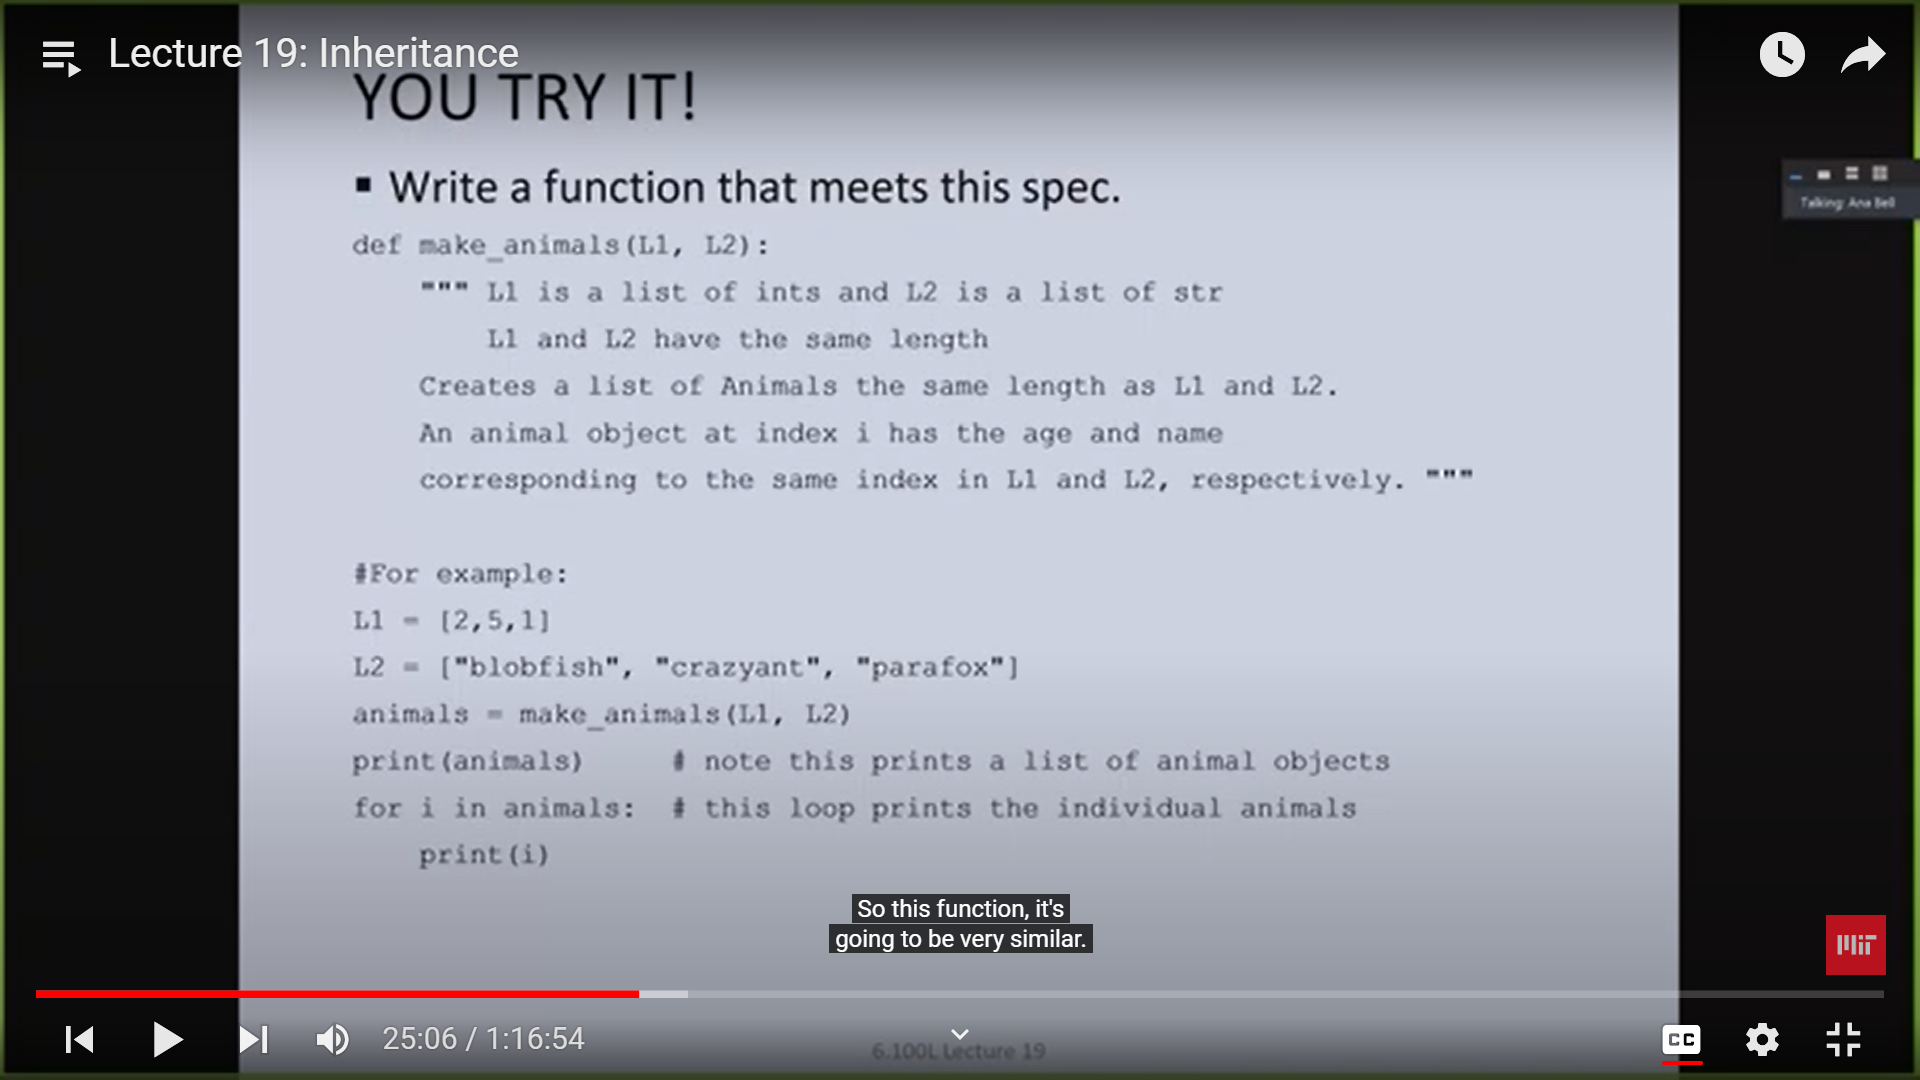 Lecture 19: Inheritance
YOU TRY IT!
▪ Write a function that meets this spec.
def make_animals(L1, L2):
""" L1 is a list of ints and L2 is a list of str
L1 and L2 have the same length
Creates a list of Animals the same length as L1 and L2.
An animal object at index i has the age and name
corresponding to the same index in L1 and L2, respectively. """
#For example:
L1 = [2,5,1]
L2 = ["blobfish", "crazyant", "parafox"]
animals = make_animals(L1, L2)
print(animals) # note this prints a list of animal objects
for i in animals: # this loop prints the individual animals
print(i)
Talking: Ana Bell
So this function, it's
going to be very similar.
MIT
25:06 / 1:16:54
6.100L Lecture 19
CC